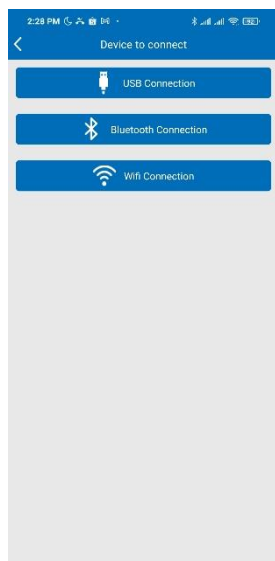 2:28 PM
Device to connect
USB Connection
Bluetooth Connection
Wifi Connection